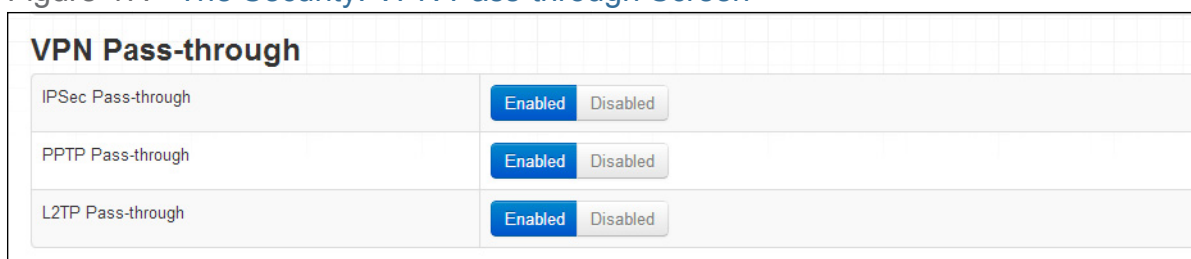 VPN Pass-through
IPSec Pass-through Enabled Disabled
PPTP Pass-through Enabled Disabled
L2TP Pass-through Enabled Disabled